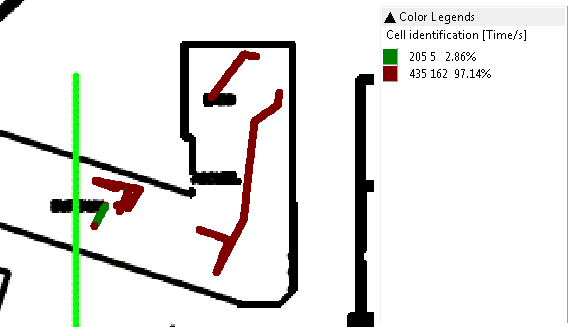 ▲ Color Legends
Cell identification [Time/s]
205 5 2.86%
435 162 97.14%